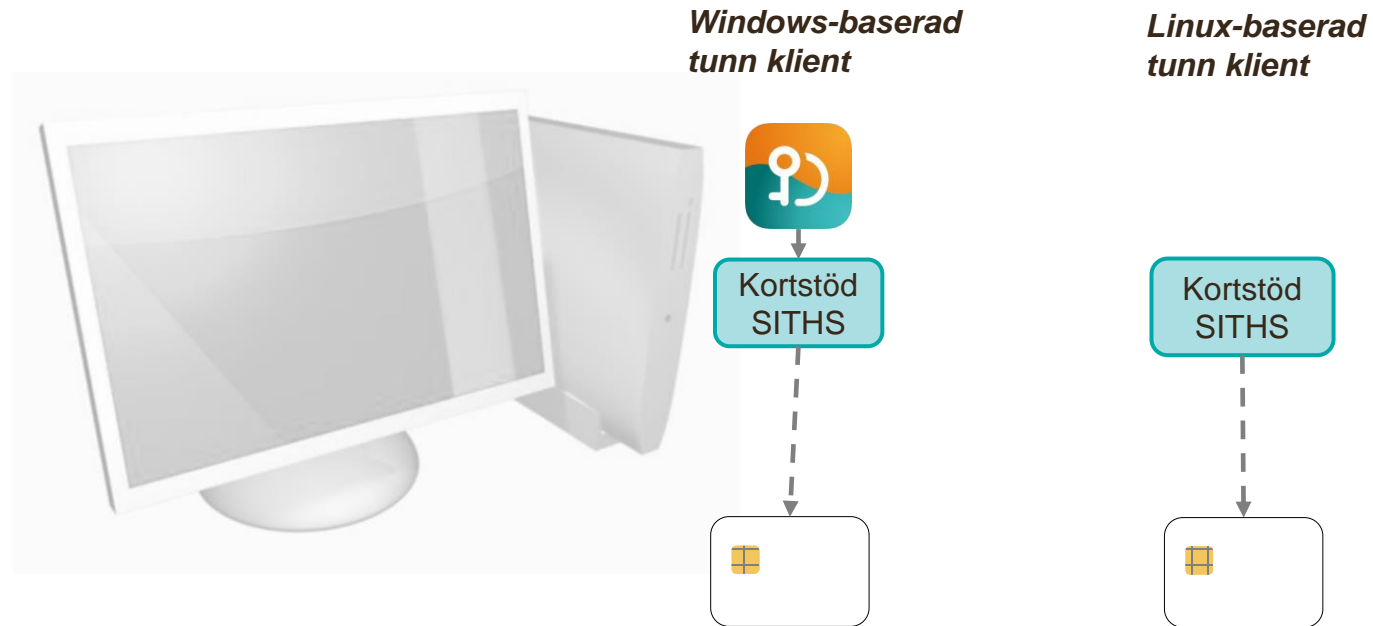 Windows-baserad
tunn klient
Linux-baserad
tunn klient
Kortstöd
SITHS
Kortstöd
SITHS